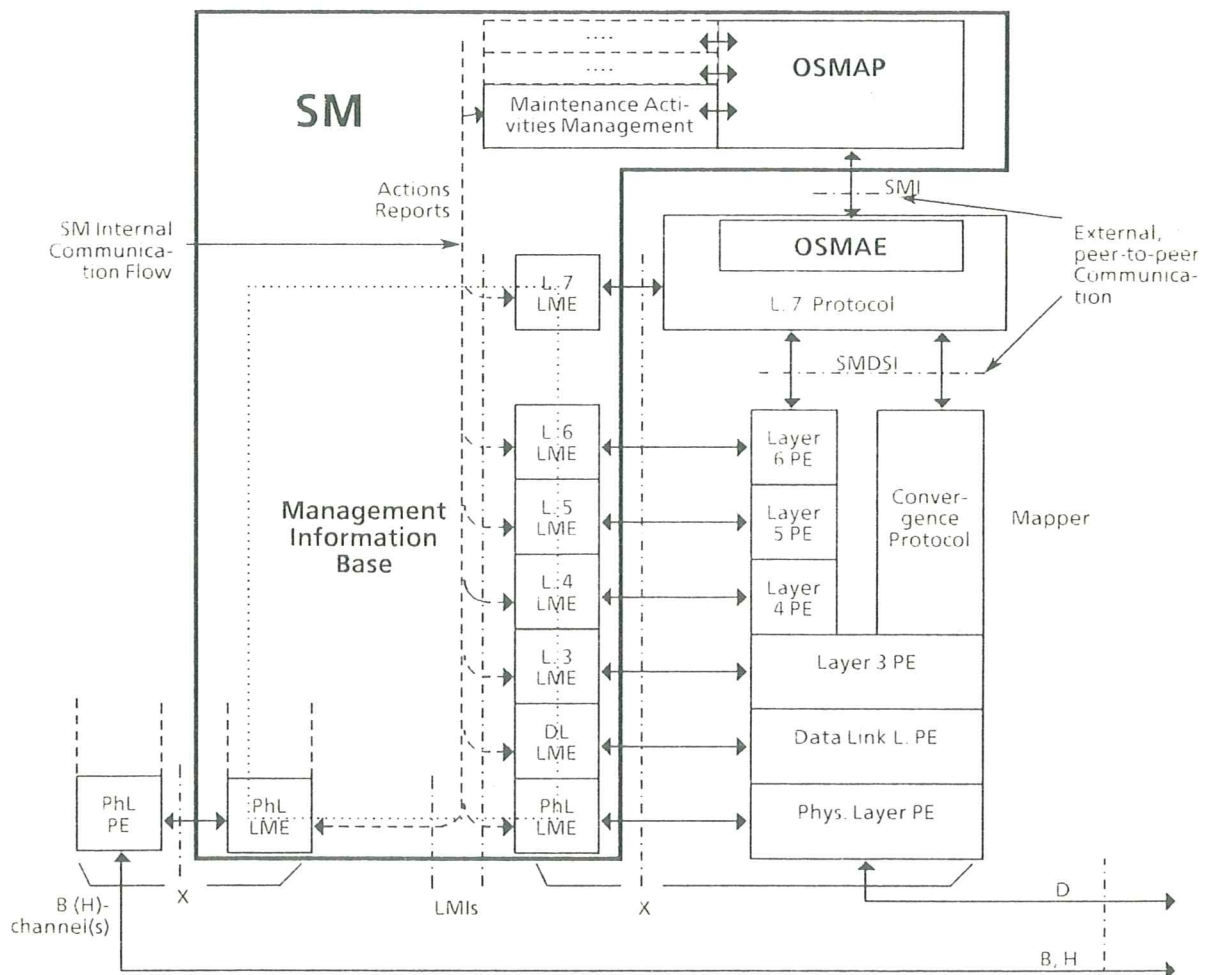 ....
....
OSMAP
SM
Maintenance Acti-
vities Management
Actions
Reports
SMI
SM Internal
Communica-
tion Flow
OSMAE
External,
peer-to-peer
Communica-
tion
L. 7
LME
L. 7 Protocol
SMDSI
L. 6
LME
Layer
6 PE
Management
Information
Base
L. 5
LME
Layer
5 PE
Conver-
gence
Protocol
Mapper
L. 4
LME
Layer
4 PE
L. 3
LME
Layer 3 PE
DL
LME
Data Link L. PE
PhL
PE
PhL
LME
PhL
LME
Phys. Layer PE
X
LMIs
X
D
B (H)-
channel(s)
B, H